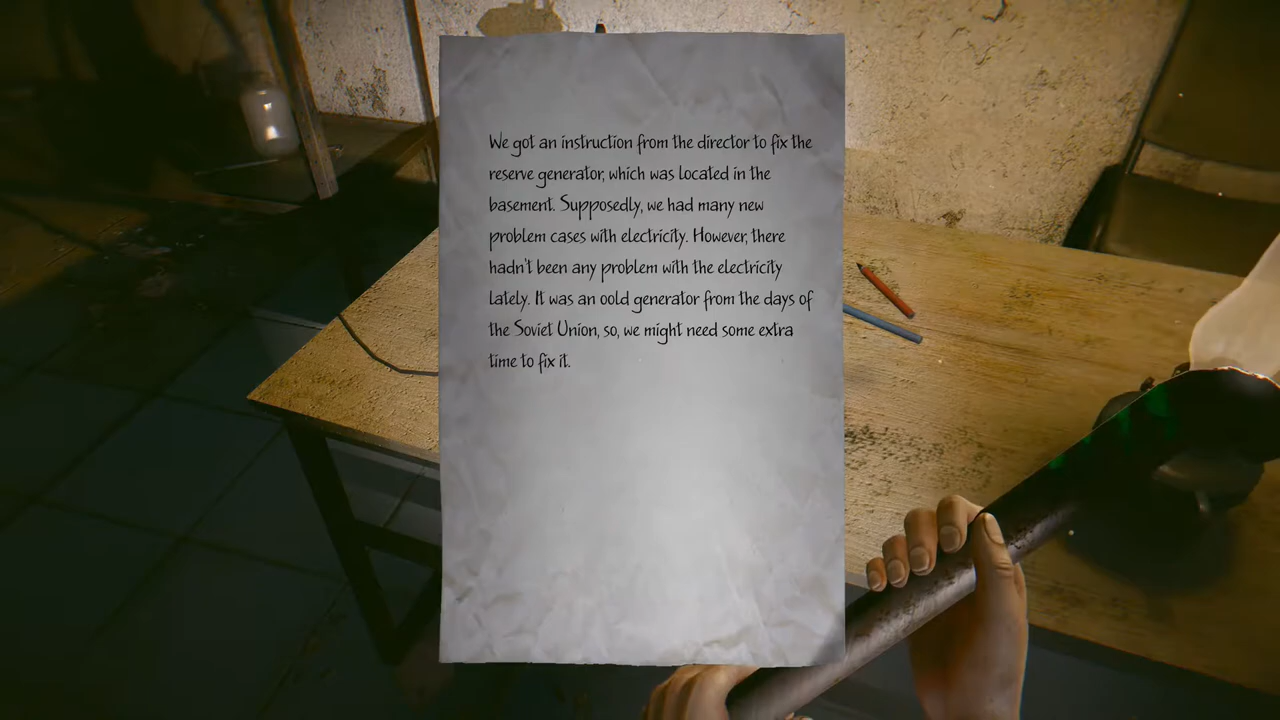 We got an instruction from the director to fix the
reserve generator, which was located in the
basement. Supposedly, we had many new
problem cases with electricity. However, there
hadn't been any problem with the electricity
lately. It was an oold generator from the days of
the Soviet Union, so, we might need some extra
time to fix it.